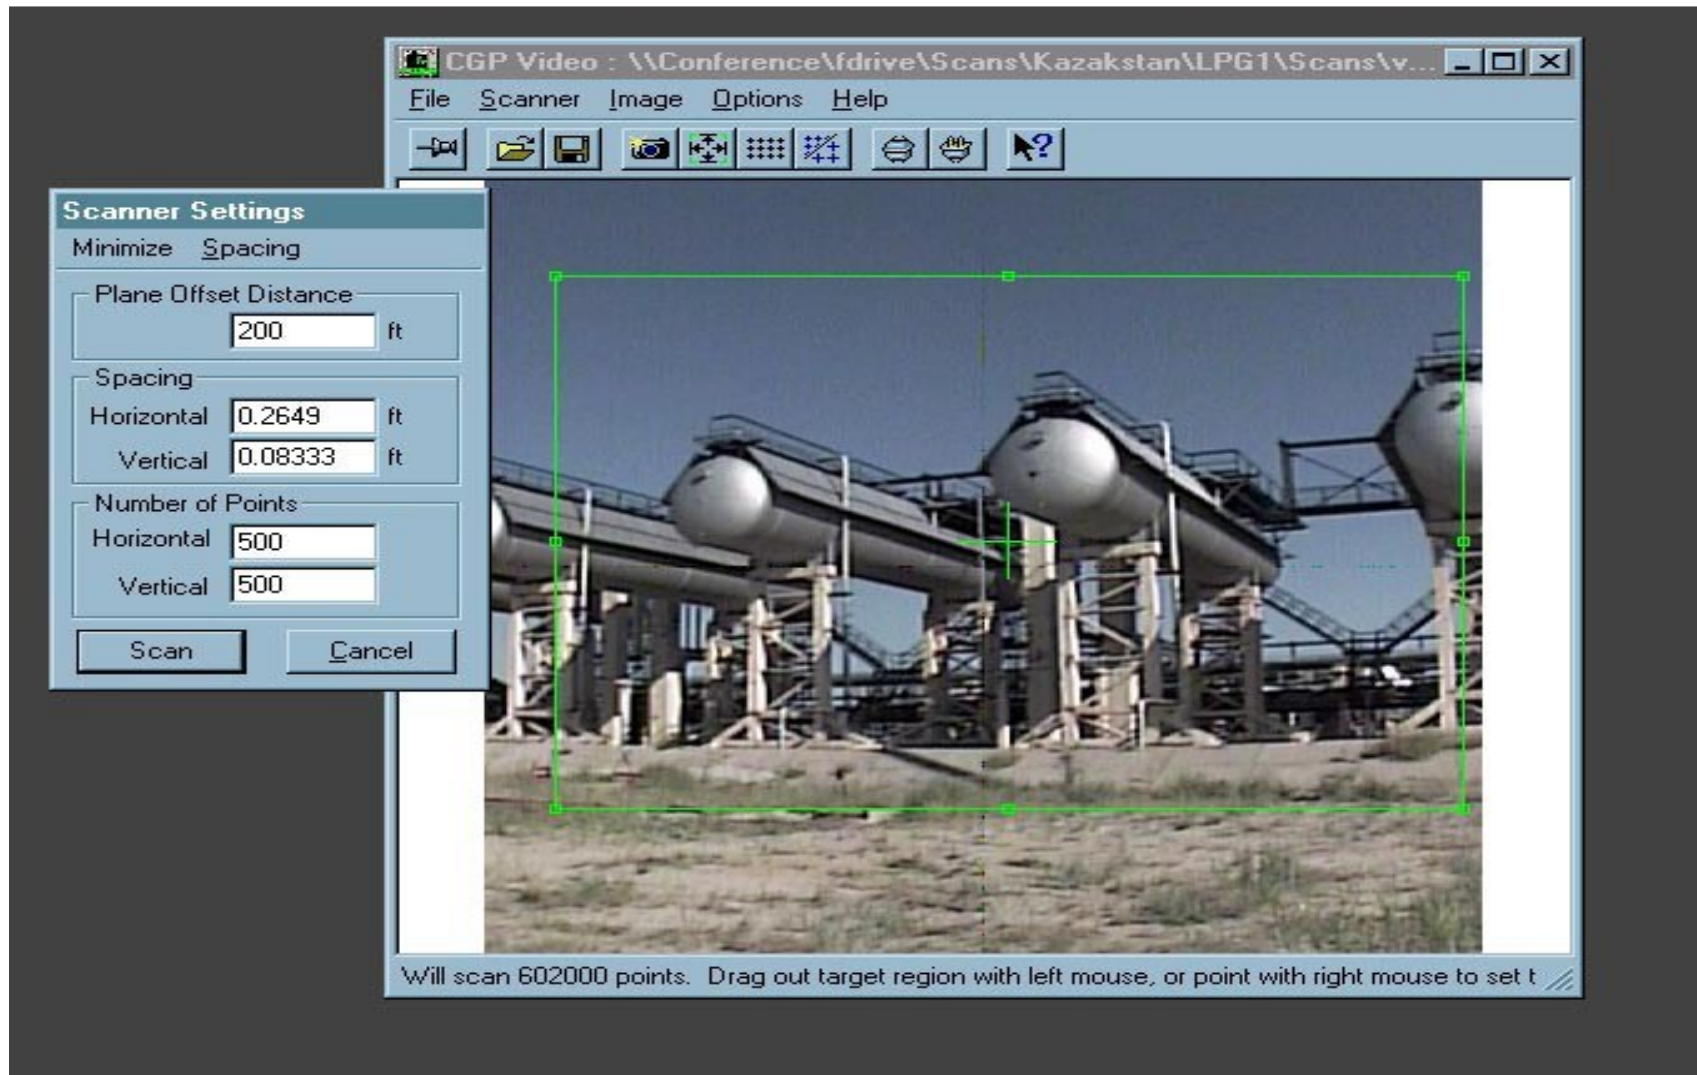 CGP Video : \\Conference\fdrive\Scans\Kazakstan\LPG1\Scans\v...
File Scanner Image Options Help
Scanner Settings
Minimize Spacing
Plane Offset Distance
200 ft
Spacing
Horizontal 0.2649 ft
Vertical 0.08333 ft
Number of Points
Horizontal 500
Vertical 500
Scan Cancel
Will scan 602000 points. Drag out target region with left mouse, or point with right mouse to set t